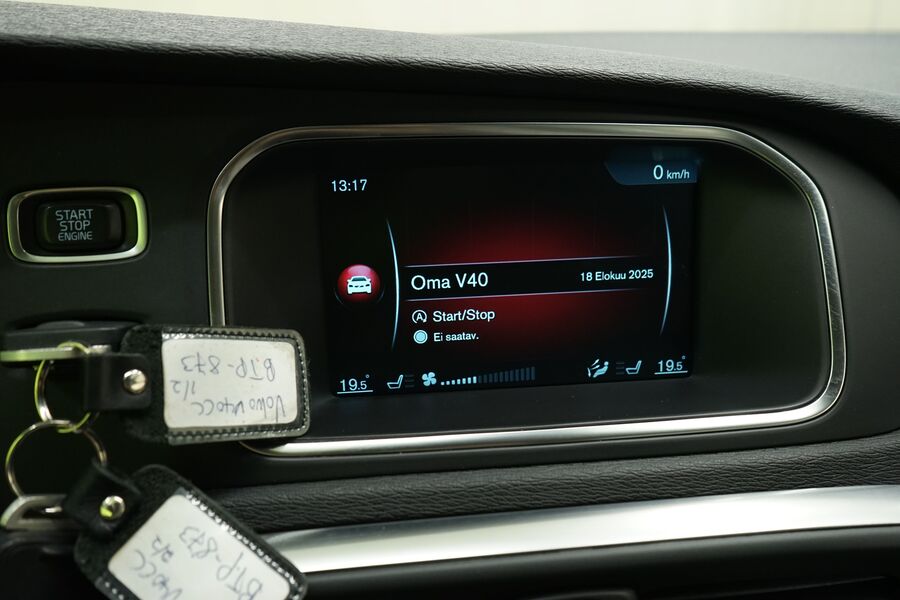 13:17
0 km/h
START
STOP
ENGINE
Oma V40
18 Elokuu 2025
Start/Stop
Ei saatav.
19.5°
19.5°
Volvo V40CC
1/2
BTP-873
V40CC
2/2
BTP-873